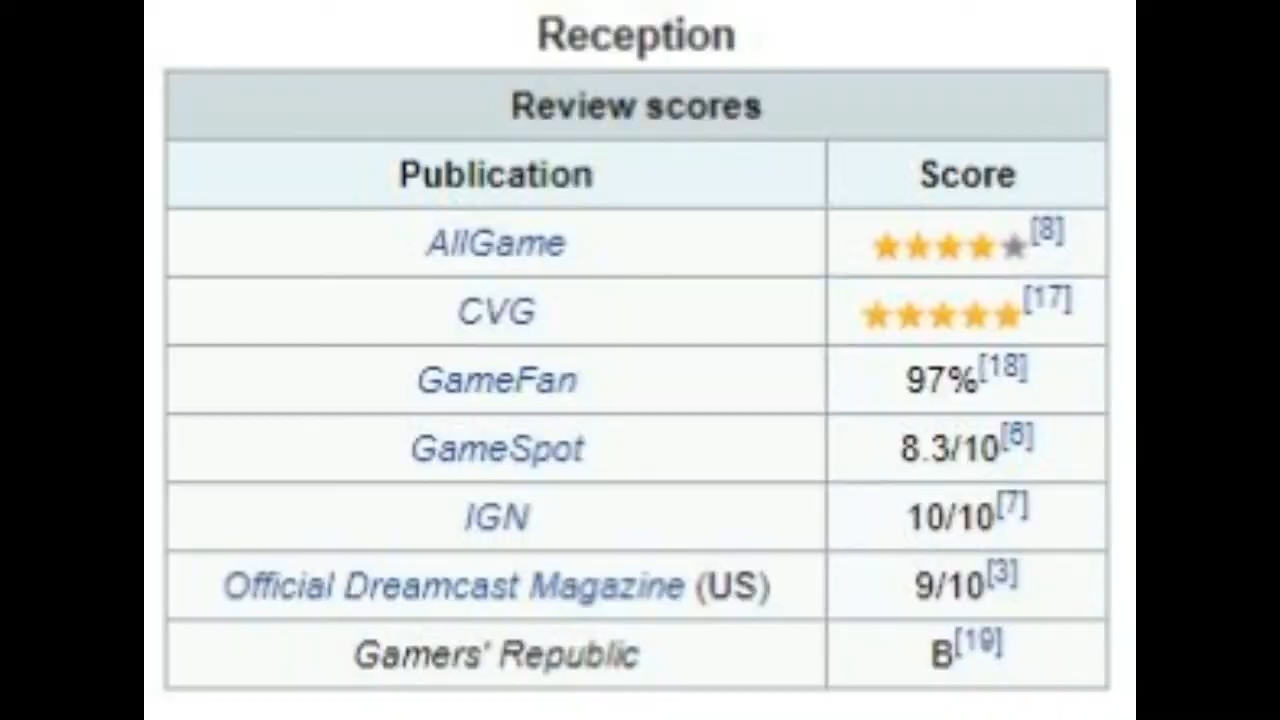 Reception
Review scores
Publication Score
AllGame [8]
CVG [17]
GameFan 97%[18]
GameSpot 8.3/10[6]
IGN 10/10[7]
Official Dreamcast Magazine (US) 9/10[3]
Gamers' Republic B[19]